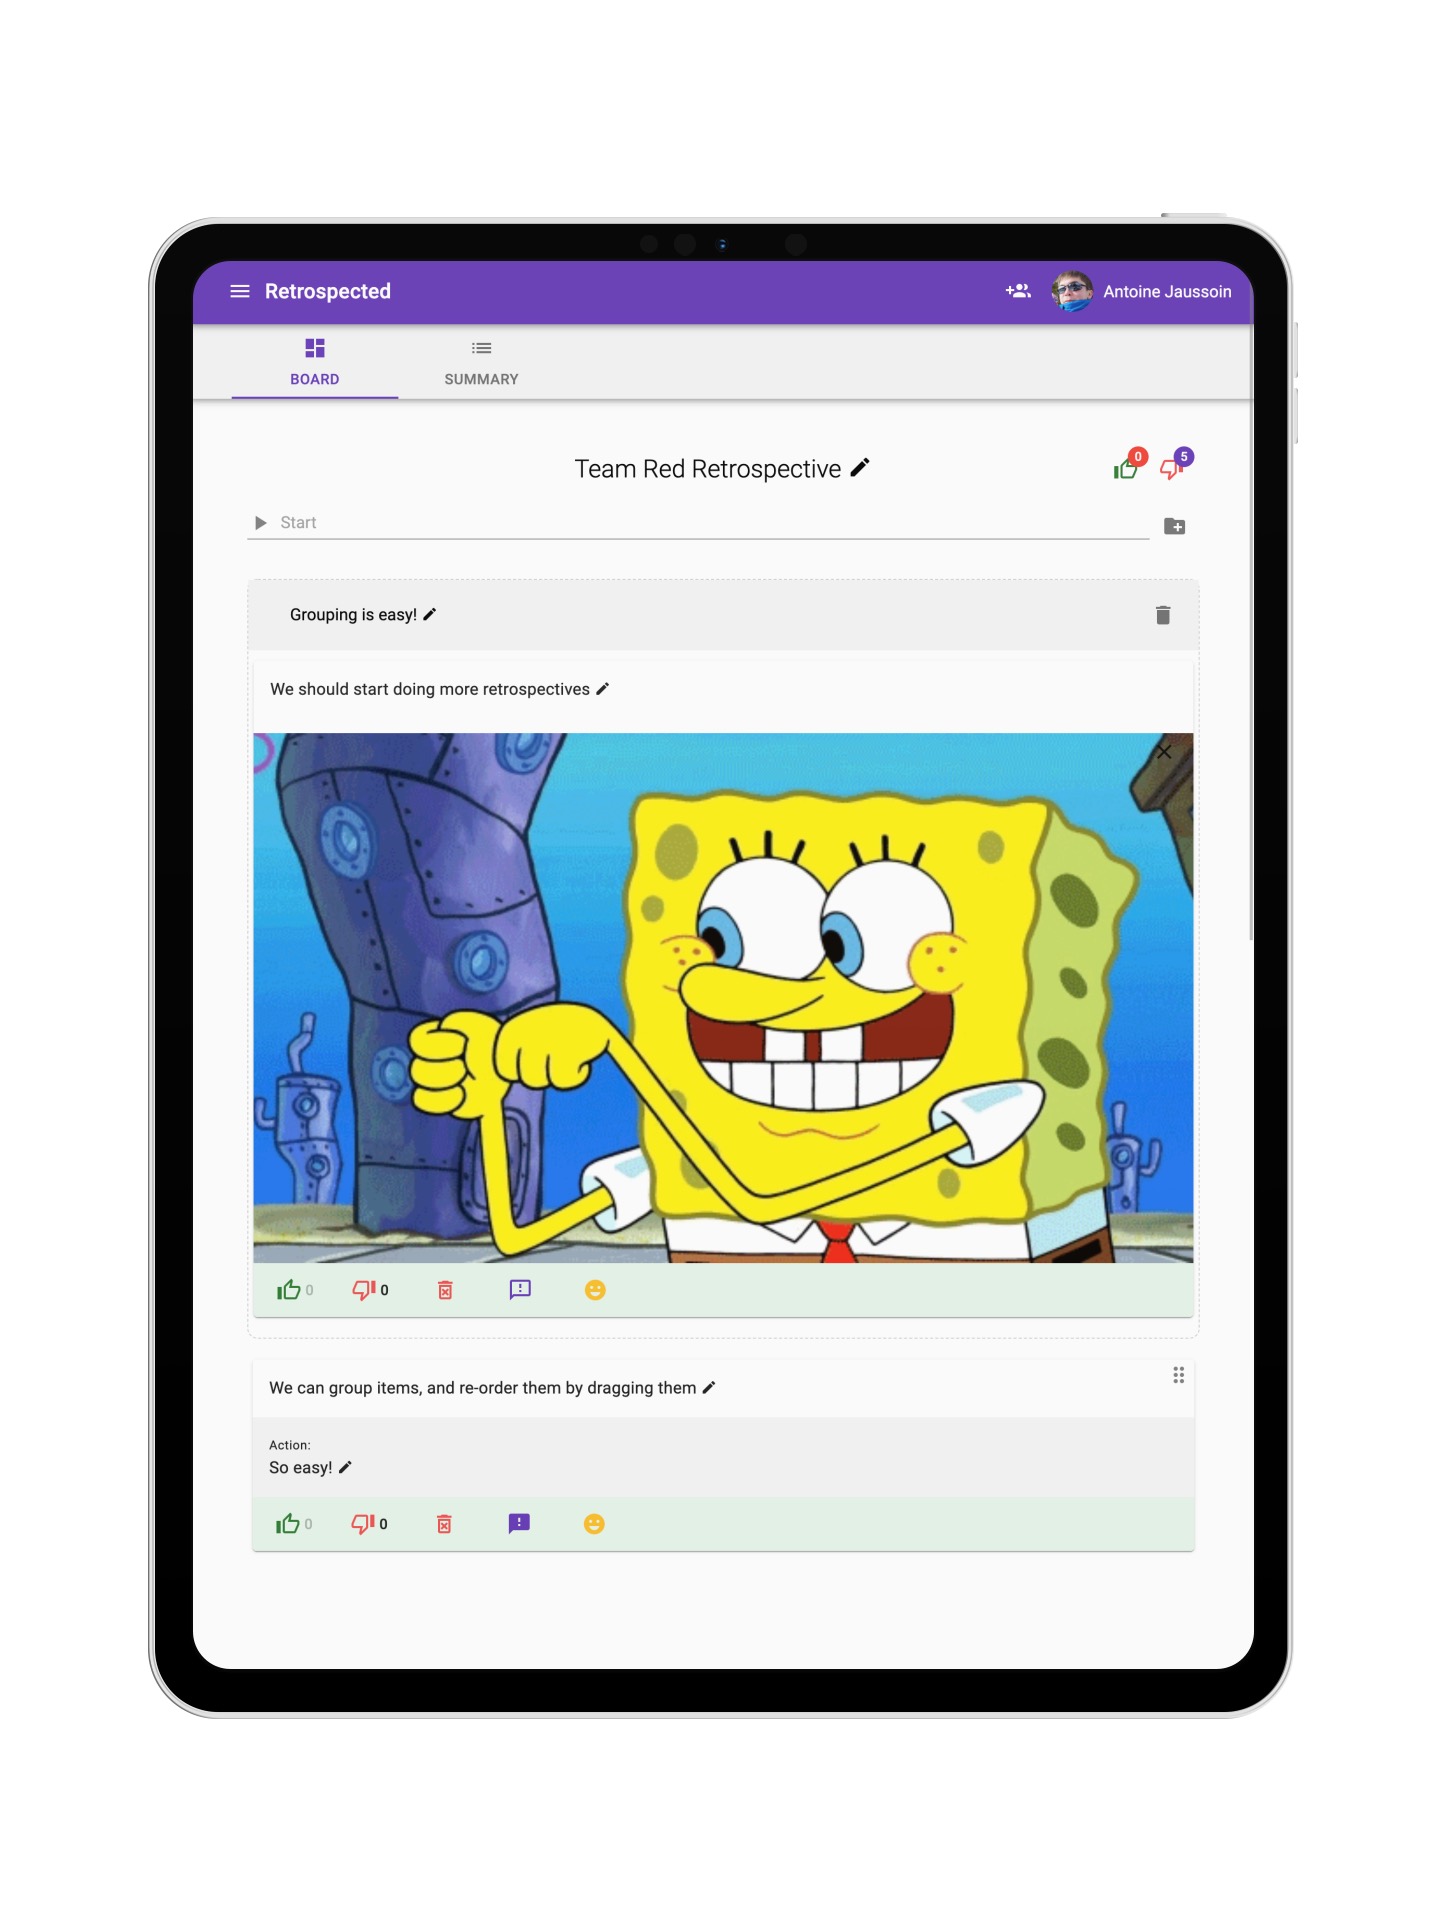 Retrospected
Antoine Jaussoin
BOARD
SUMMARY
Team Red Retrospective
0
5
Start
Grouping is easy!
We should start doing more retrospectives
0
0
We can group items, and re-order them by dragging them
Action:
So easy!
0
0